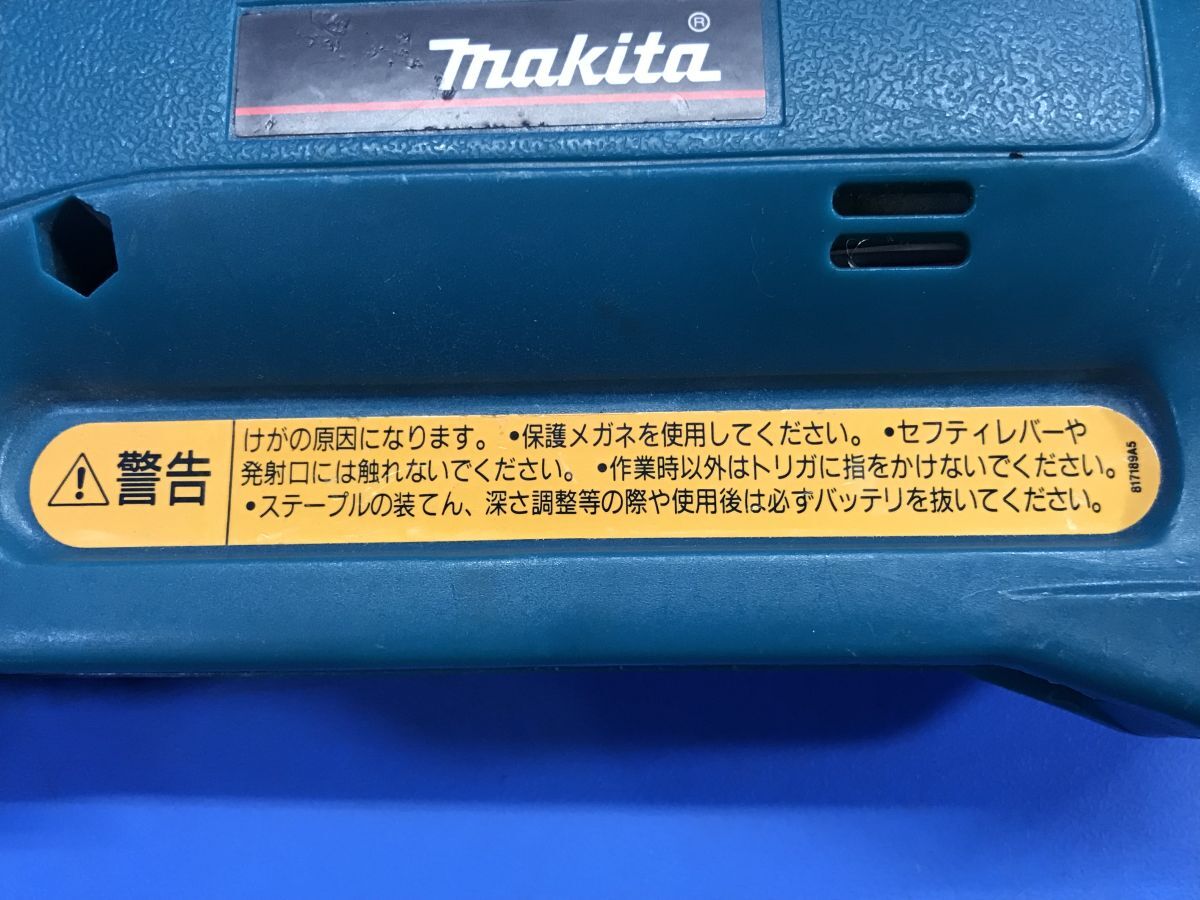 makita®
警告
けがの原因になります。 •保護メガネを使用してください。 •セフティレバーや
発射口には触れないでください。 •作業時以外はトリガに指をかけないでください。
•ステープルの装てん、深さ調整等の際や使用後は必ずバッテリを抜いてください。
817189A5